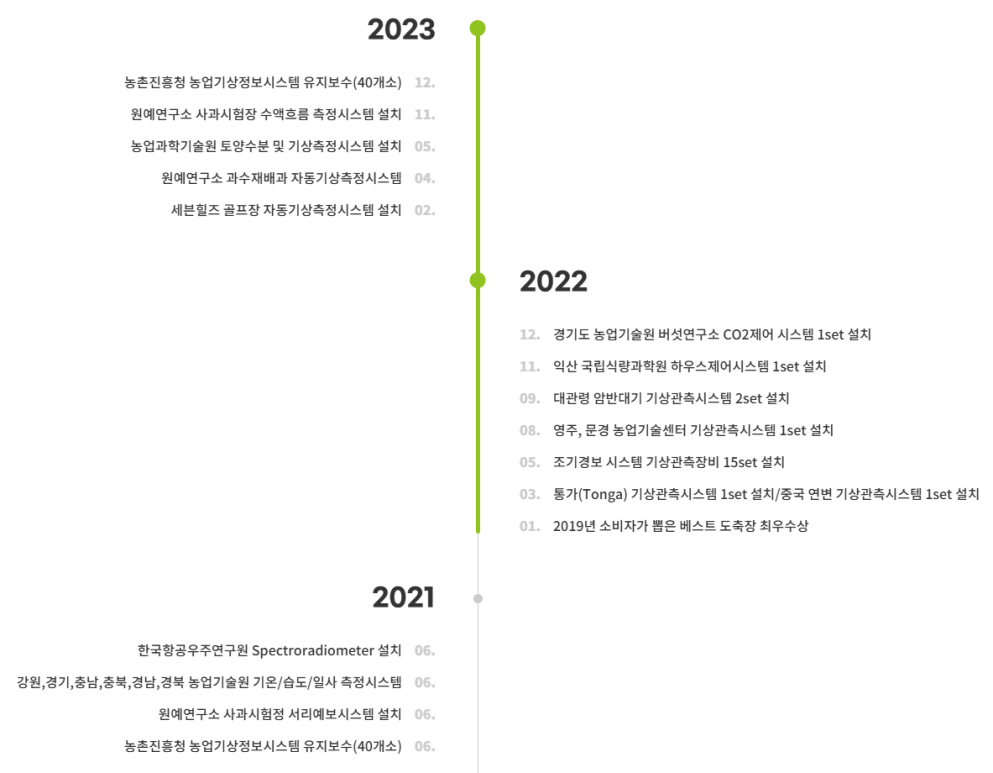 2023
농촌진흥청 농업기상정보시스템 유지보수(40개소) 12.
원예연구소 사과시험장 수액흐름 측정시스템 설치 11.
농업과학기술원 토양수분 및 기상측정시스템 설치 05.
원예연구소 과수재배과 자동기상측정시스템 04.
세븐힐즈 골프장 자동기상측정시스템 설치 02.
2022
12. 경기도 농업기술원 버섯연구소 CO2제어 시스템 1set 설치
11. 익산 국립식량과학원 하우스제어시스템 1set 설치
09. 대관령 암반대기 기상관측시스템 2set 설치
08. 영주, 문경 농업기술센터 기상관측시스템 1set 설치
05. 조기경보 시스템 기상관측장비 15set 설치
03. 통가(Tonga) 기상관측시스템 1set 설치/중국 연변 기상관측시스템 1set 설치
01. 2019년 소비자가 뽑은 베스트 도축장 최우수상
2021
한국항공우주연구원 Spectroradiometer 설치 06.
강원,경기,충남,충북,경남,경북 농업기술원 기온/습도/일사 측정시스템 06.
원예연구소 사과시험정 서리예보시스템 설치 06.
농촌진흥청 농업기상정보시스템 유지보수(40개소) 06.